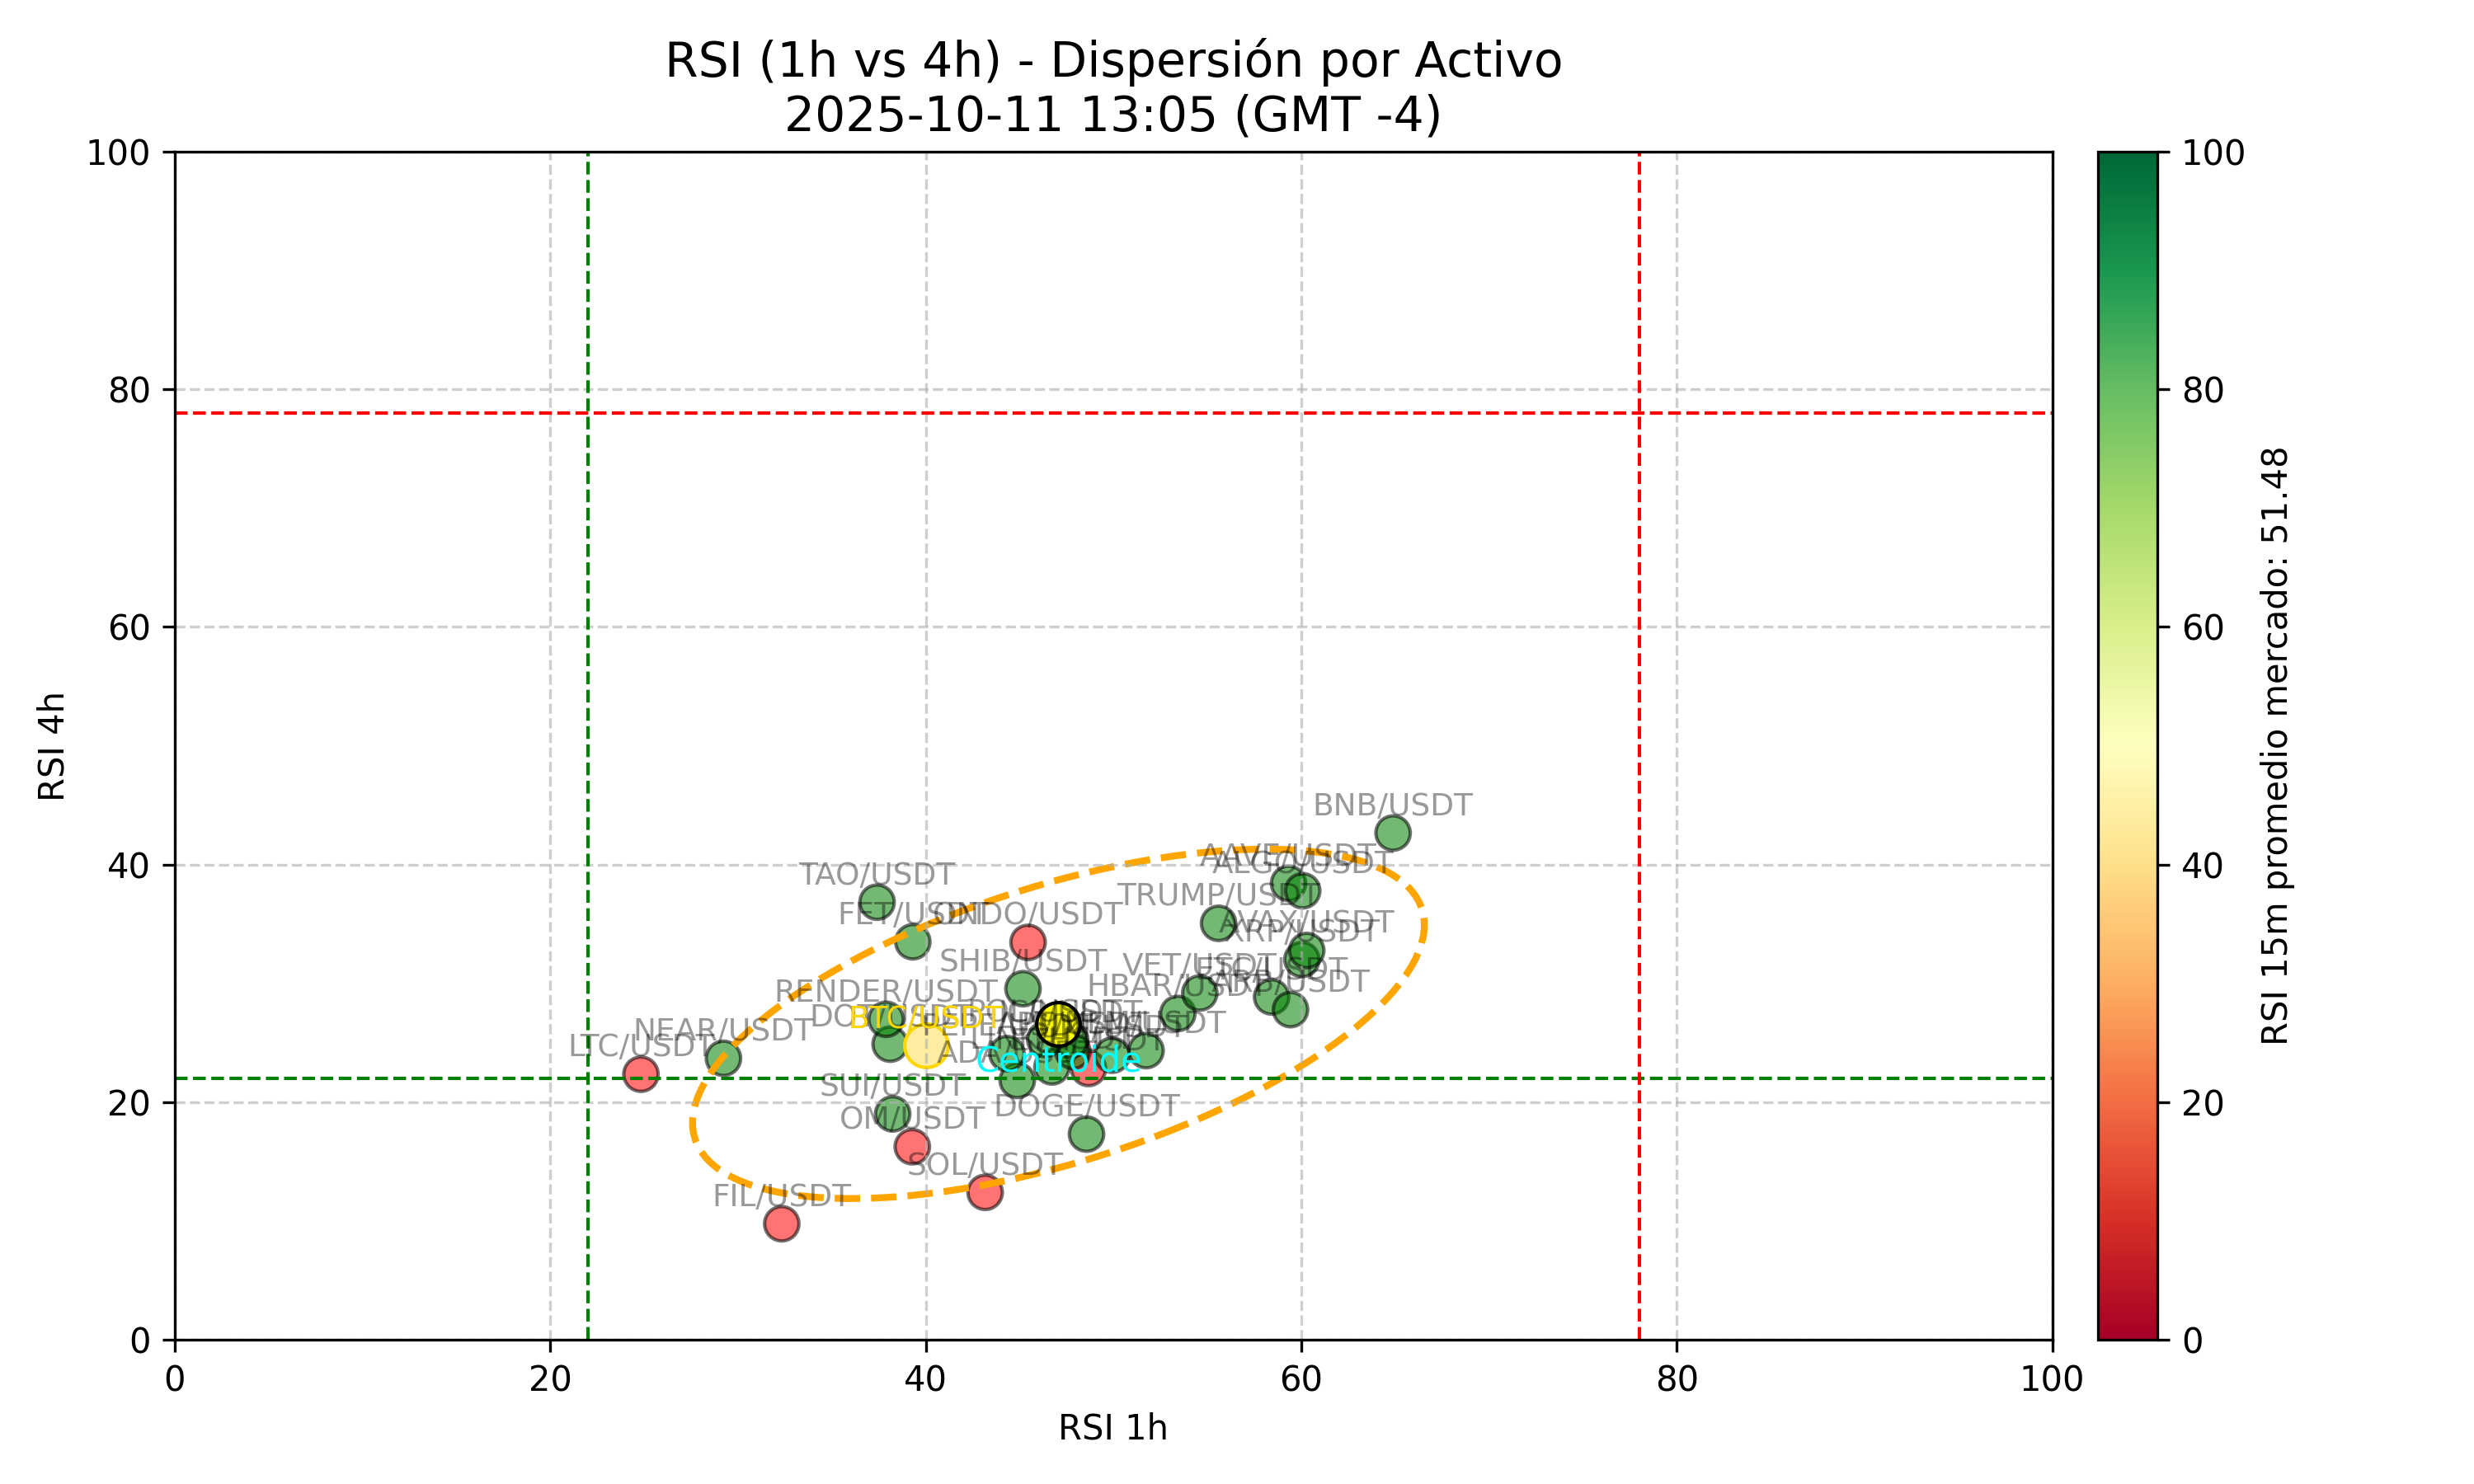 RSI (1h vs 4h) - Dispersión por Activo
2025-10-11 13:05 (GMT -4)
100
80
60
40
20
0
RSI 4h
0
20
40
60
80
100
RSI 1h
100
80
60
40
20
0
RSI 15m promedio mercado: 51.48
BNB/USDT
AAVE/USDT
ALGO/USDT
TAO/USDT
TRUMP/USDT
FET/USDT
ONDO/USDT
AVAX/USDT
XRP/USDT
SHIB/USDT
VET/USDT
ETC/USDT
HBAR/USDT
ARB/USDT
RENDER/USDT
BTC/USDT
NEAR/USDT
LTC/USDT
Centroide
SUI/USDT
DOGE/USDT
OM/USDT
SOL/USDT
FIL/USDT